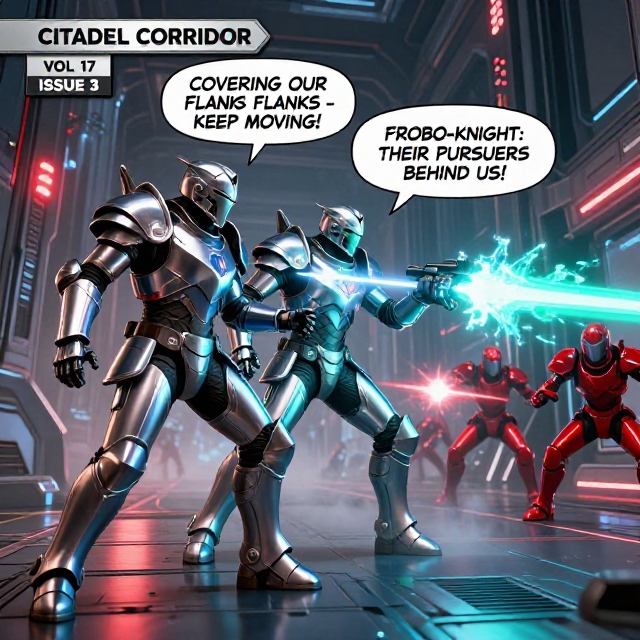 CITADEL CORRIDOR
VOL 17
ISSUE 3
COVERING OUR
FLANKS FLANKS -
KEEP MOVING!
FROBO-KNIGHT:
THEIR PURSUERS
BEHIND US!